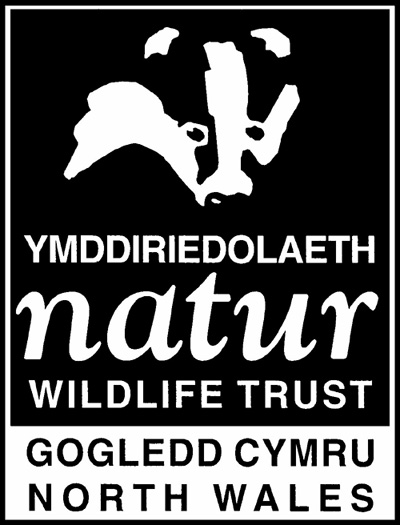 YMDDIRIEDOLAETH
natur
WILDLIFE TRUST
GOGLEDD CYMRU
NORTH WALES